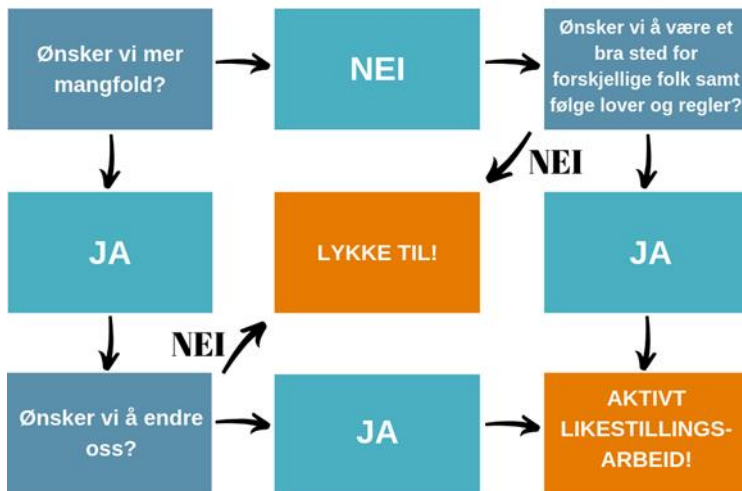 Ønsker vi mer
mangfold?
NEI
Ønsker vi å være et
bra sted for
forskjellige folk samt
følge lover og regler?
NEI
JA
LYKKE TIL!
JA
NEI
Ønsker vi å endre
oss?
JA
AKTIVT
LIKESTILLINGS-
ARBEID!